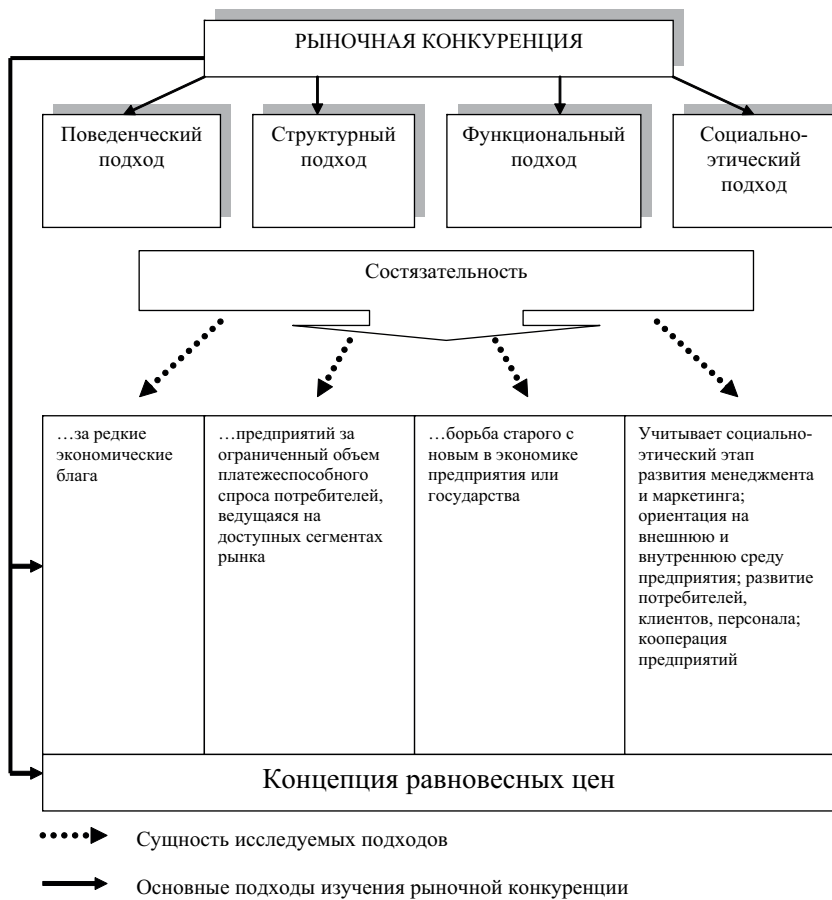 РЫНОЧНАЯ КОНКУРЕНЦИЯ
Поведенческий
подход
Структурный
подход
Функциональный
подход
Социально-
этический
подход
Состязательность
…за редкие
экономические
блага
…предприятий за
ограниченный объем
платежеспособного
спроса потребителей,
ведущаяся на
доступных сегментах
рынка
…борьба старого с
новым в экономике
предприятия или
государства
Учитывает социально-
этический этап
развития менеджмента
и маркетинга;
ориентация на
внешнюю и
внутреннюю среду
предприятия; развитие
потребителей,
клиентов, персонала;
кооперация
предприятий
Концепция равновесных цен
Сущность исследуемых подходов
Основные подходы изучения рыночной конкуренции